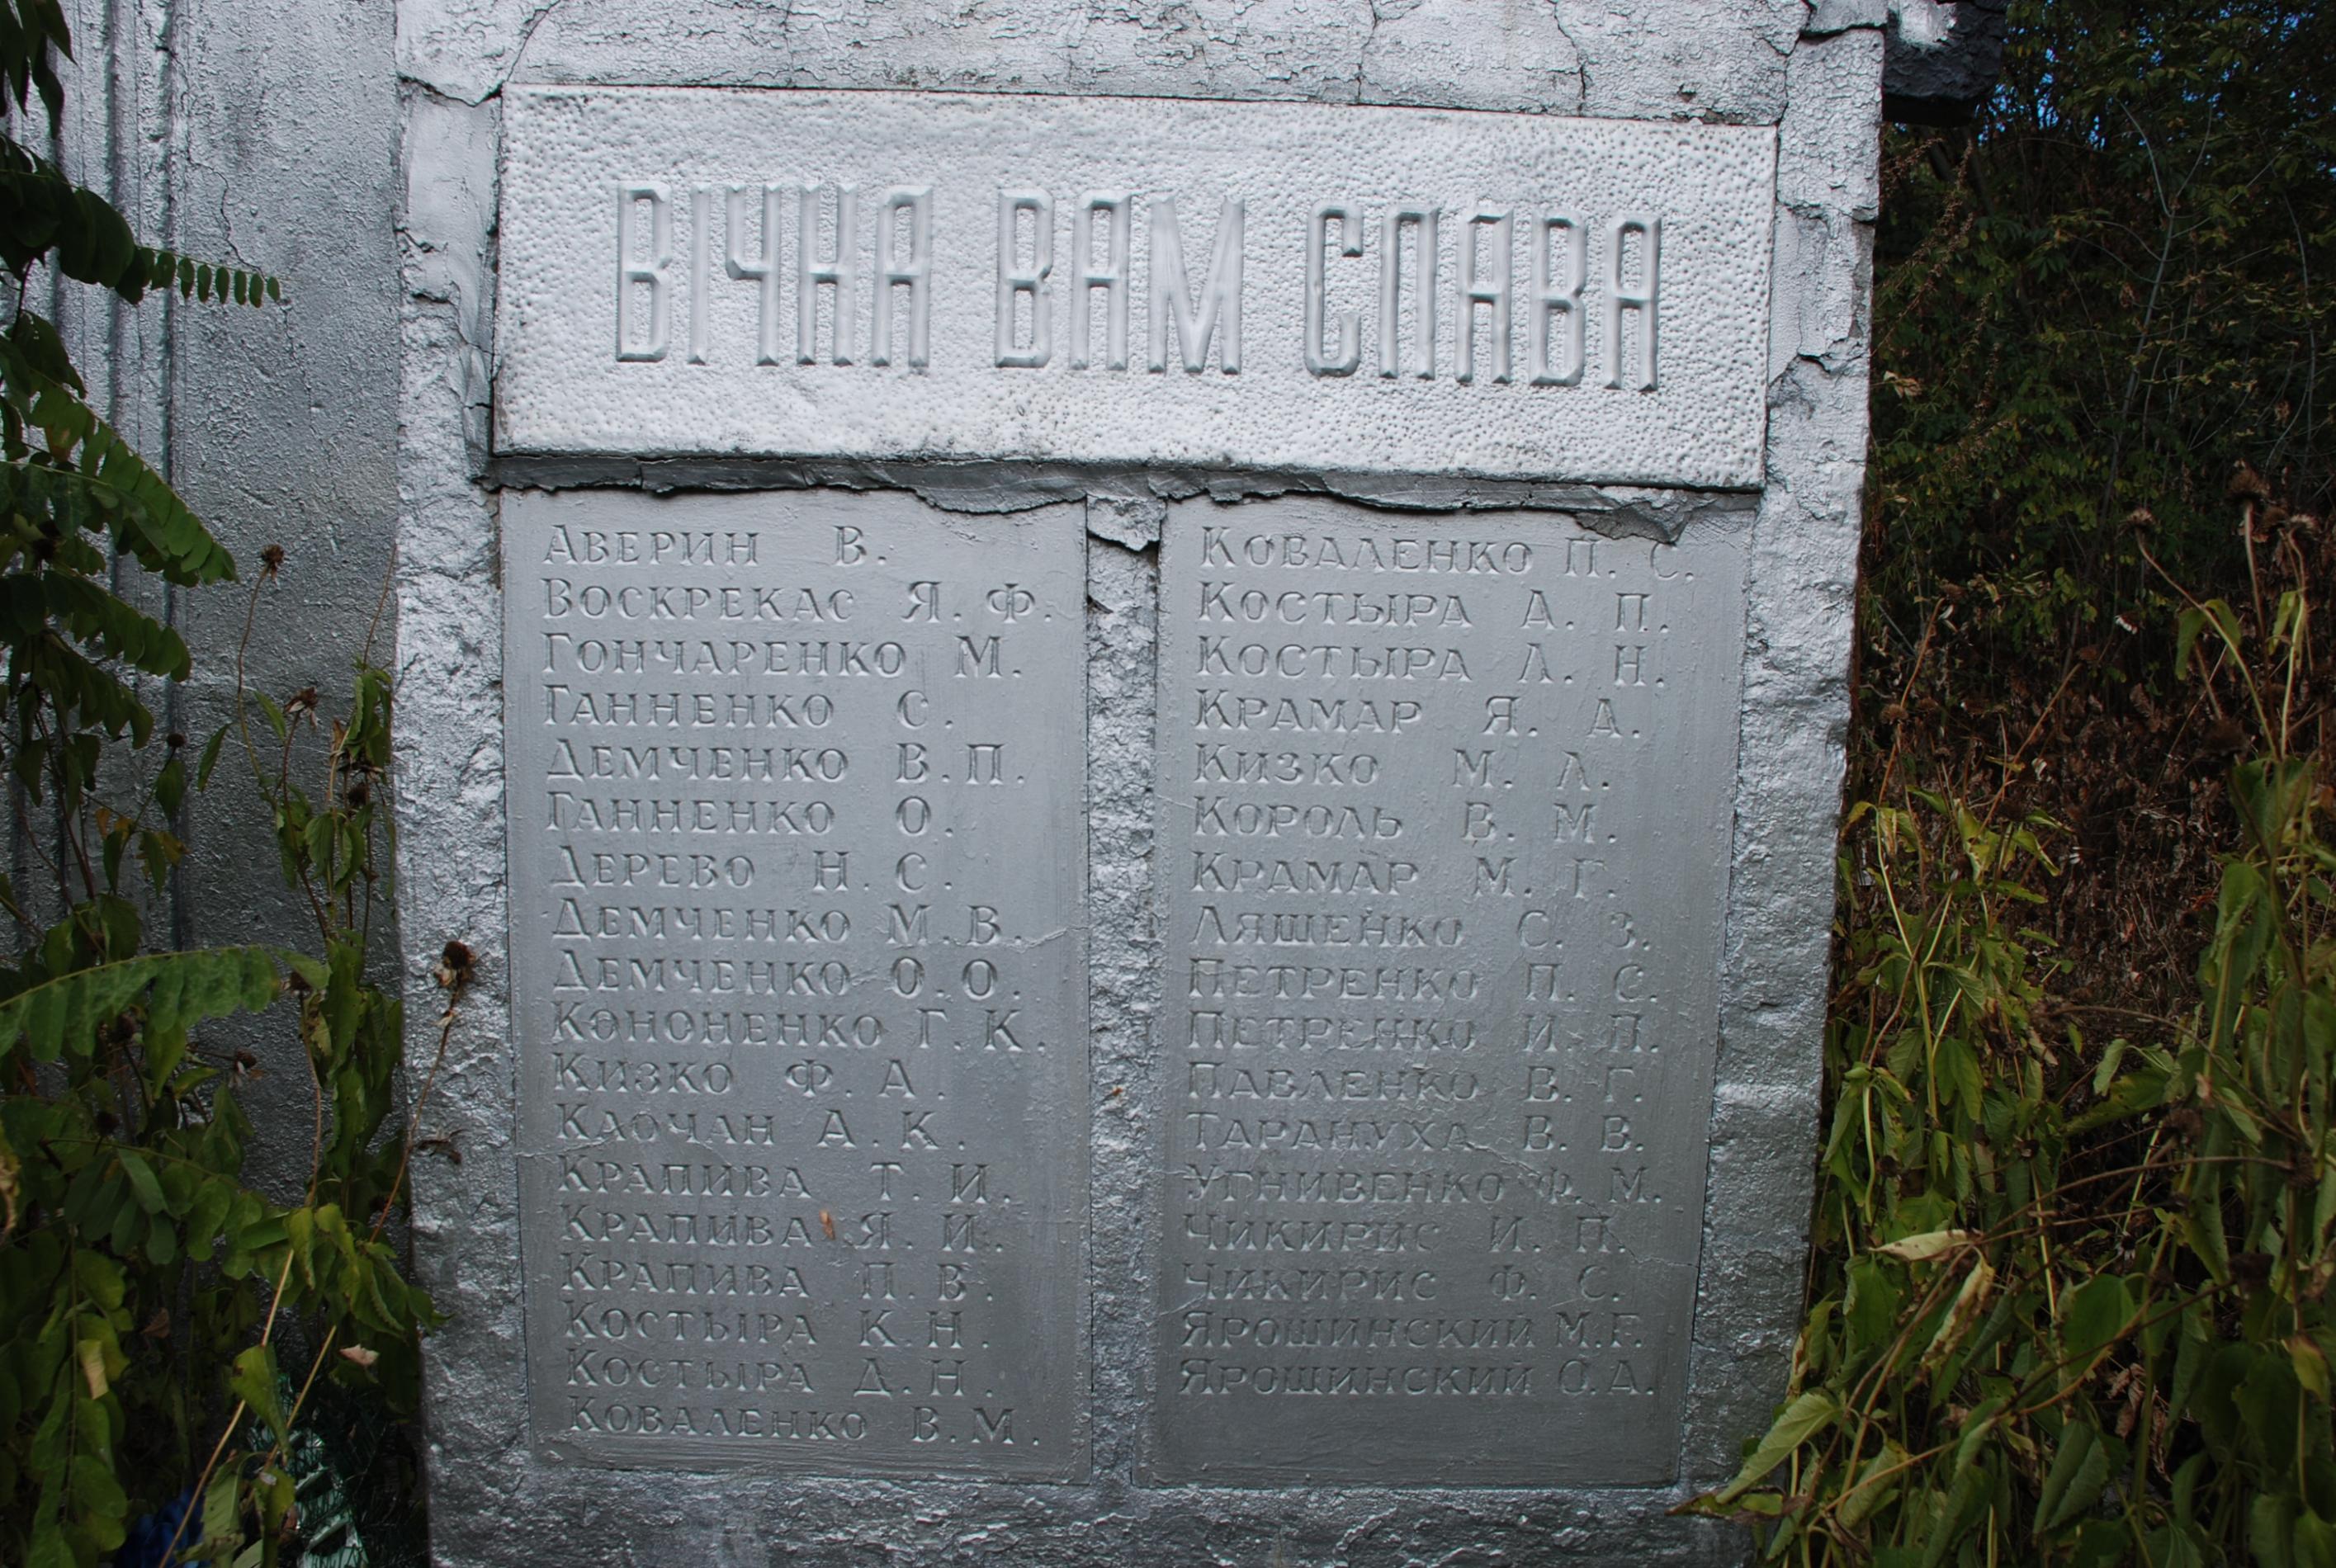 ВІЧНА ВАМ СЛАВА
АВЕРИН В.
ВОСКРЕКАС Я. Ф.
ГОНЧАРЕНКО М.
ГАННЕНКО С.
ДЕМЧЕНКО В. П.
ГАННЕНКО О.
ДЕРЕВО Н. С.
ДЕМЧЕНКО М. В.
ДЕМЧЕНКО О. О.
КОНОНЕНКО Г. К.
КИЗКО Ф. А.
КЛОЧАН А. К.
КРАПИВА Т. И.
КРАПИВА Я. И.
КРАПИВА П. В.
КОСТЫРА К. Н.
КОСТЫРА Д. Н.
КОВАЛЕНКО В. М.
КОВАЛЕНКО П. С.
КОСТЫРА А. П.
КОСТЫРА Л. Н.
КРАМАР Я. А.
КИЗКО М. Л.
КОРОЛЬ В. М.
КРАМАР М. Г.
ЛЯШЕНКО С. З.
ПЕТРЕНКО П. С.
ПЕТРЕНКО И. П.
ПАВЛЕНКО В. Г.
ТАРАНУХА В. В.
УГНИВЕНКО Ф. М.
ЧИКИРИС И. П.
ЧИКИРИС Ф. С.
ЯРОШИНСКИЙ М. Г.
ЯРОШИНСКИЙ О. А.